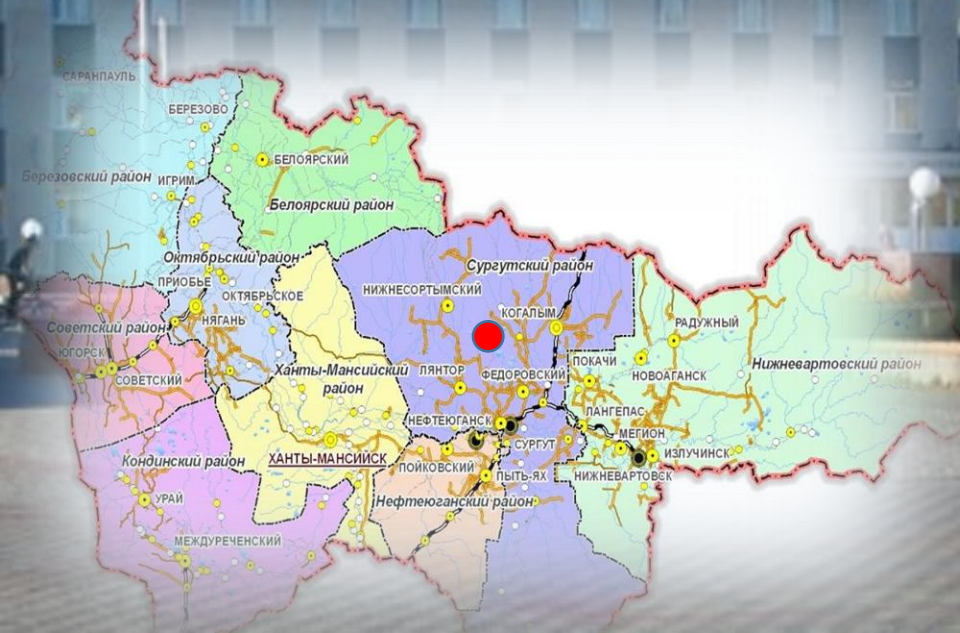 САРАНПАУЛЬ
БЕРЕЗОВО
БЕЛОЯРСКИЙ
Березовский район
ИГРИМ
Белоярский район
Октябрьский район
Сургутский район
ПРИОБЬЕ
ОКТЯБРЬСКОЕ
НИЖНЕСОРТЫМСКИЙ
КОГАЛЫМ
НЯГАНЬ
РАДУЖНЫЙ
Советский район
ЮГОРСК
СОВЕТСКИЙ
Ханты-Мансийский
район
ЛЯНТОР
ФЕДОРОВСКИЙ
ПОКАЧИ
НОВОАГАНСК
Нижневартовский район
НЕФТЕЮГАНСК
ЛАНГЕПАС
СУРГУТ
МЕГИОН
ИЗЛУЧИНСК
Кондинский район
ХАНТЫ-МАНСИЙСК
ПОЙКОВСКИЙ
ПЫТЬ-ЯХ
НИЖНЕВАРТОВСК
УРАЙ
Нефтеюганский район
МЕЖДУРЕЧЕНСКИЙ